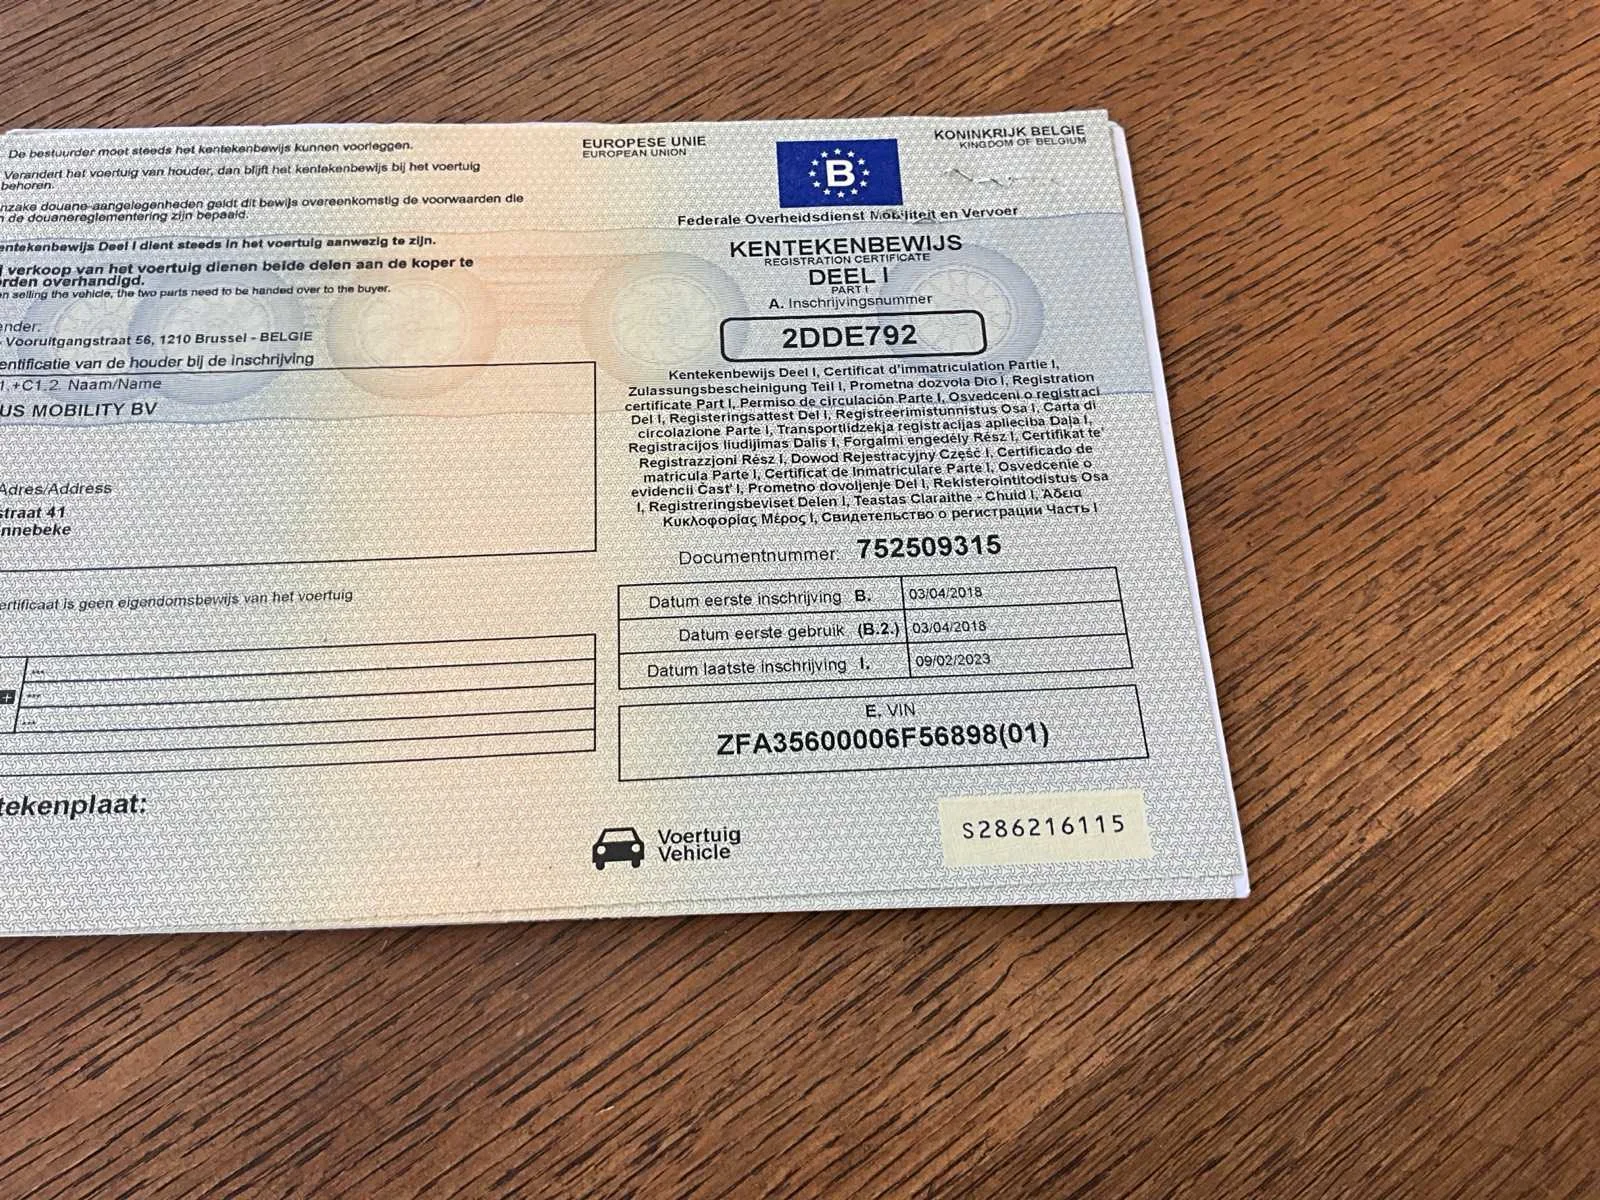 De bestuurder moet steeds het kentekenbewijs kunnen voorleggen.
Verandert het voertuig van houder, dan blijft het kentekenbewijs bij het voertuig
behoren.
nzake douane-aangelegenheden geldt dit bewijs overeenkomstig de voorwaarden die
n de douanereglementering zijn bepaald.
entekenbewijs Deel I dient steeds in het voertuig aanwezig te zijn.
j verkoop van het voertuig dienen beide delen aan de koper te
rden overhandigd.
en selling the vehicle, the two parts need to be handed over to the buyer.
ender:
Vooruitgangstraat 56, 1210 Brussel - BELGIE
entificatie van de houder bij de inschrijving
1.+C1.2. Naam/Name
US MOBILITY BV
Adres/Address
straat 41
nnebeke
ertificaat is geen eigendomsbewijs van het voertuig
+
...
...
...
tekenplaat:
EUROPESE UNIE
EUROPEAN UNION
B
KONINKRIJK BELGIE
KINGDOM OF BELGIUM
Federale Overheidsdienst Mobiliteit en Vervoer
KENTEKENBEWIJS
REGISTRATION CERTIFICATE
DEEL I
PART I
A. Inschrijvingsnummer
2DDE792
Kentekenbewijs Deel I, Certificat d'immatriculation Partie I,
Zulassungsbescheinigung Teil I, Prometna dozvola Dio I, Registration
certificate Part I, Permiso de circulación Parte I, Osvedceni o registraci
Del I, Registeringsattest Del I, Registreerimistunnistus Osa I, Carta di
circolazione Parte I, Transportlidzekja registracijas aplieciba Daļa I,
Registracijos liudijimas Dalis I, Forgalmi engedély Rész I, Certifikat te'
Registrazzjoni Rész I, Dowod Rejestracyjny Część I, Certificado de
matricula Parte I, Certificat de Inmatriculare Parte I, Osvedcenie o
evidencii Čast' I, Prometno dovoljenje Del I, Rekisterointitodistus Osa
I, Registreringsbeviset Delen I, Teastas Claraithe - Chuid I, Άδεια
Κυκλοφορίας Μέρος I, Свидетельство о регистрации Часть I
Documentnummer: 752509315
Datum eerste inschrijving B. 03/04/2018
Datum eerste gebruik (B.2.) 03/04/2018
Datum laatste inschrijving I. 09/02/2023
E. VIN
ZFA35600006F56898(01)
Voertuig
Vehicle
S286216115